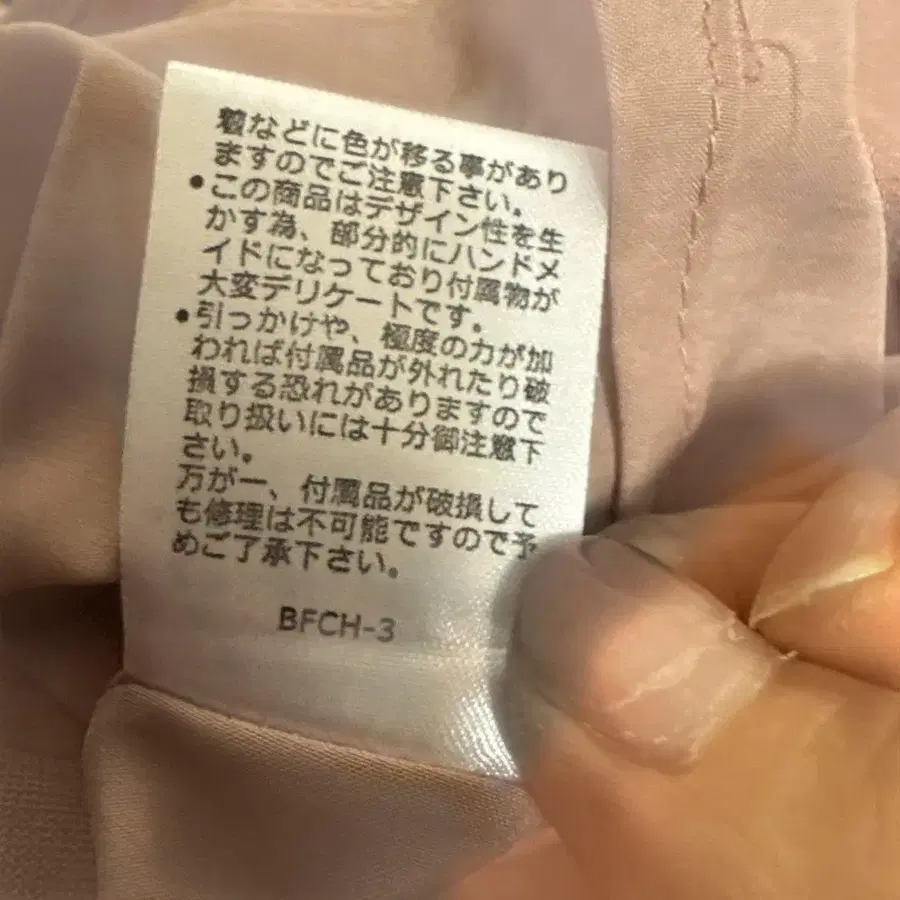 着などに色が移る事があり
ますのでご注意下さい。
•この商品はデザイン性を生
かす為、部分的にハンドメ
イドになっており付属物が
大変デリケートです。
•引っかけや、極度の力が加
われば付属品が外れたり破
損する恐れがありますので
取り扱いには十分御注意下
さい。
万が一、付属品が破損して
も修理は不可能ですので予
めご了承下さい。
BFCH-3